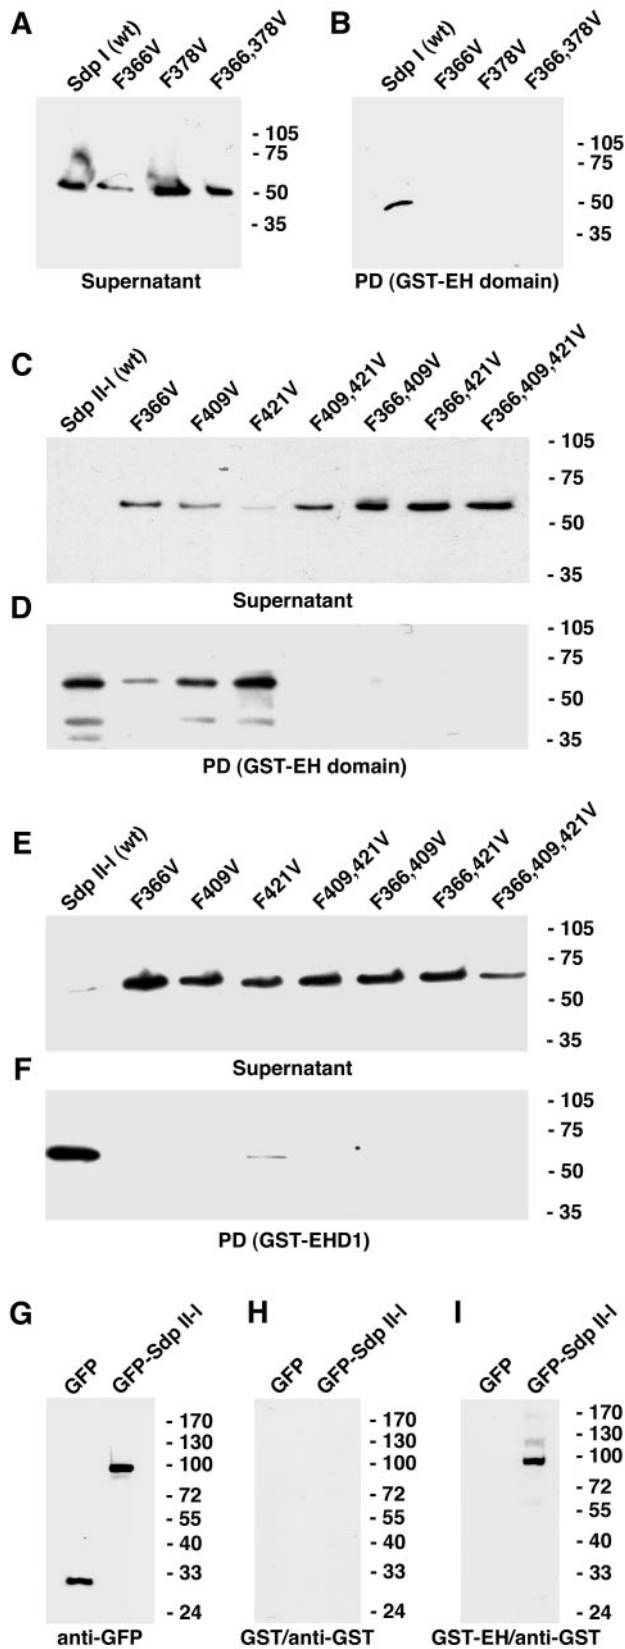 A
Sdp I (wt)
F366V
F378V
F366,378V
- 105
- 75
- 50
- 35
Supernatant
B
Sdp I (wt)
F366V
F378V
F366,378V
- 105
- 75
- 50
- 35
PD (GST-EH domain)
C
Sdp II-I (wt)
F366V
F409V
F421V
F409,421V
F366,409V
F366,421V
F366,409,421V
- 105
- 75
- 50
- 35
Supernatant
D
- 105
- 75
- 50
- 35
PD (GST-EH domain)
E
Sdp II-I (wt)
F366V
F409V
F421V
F409,421V
F366,409V
F366,421V
F366,409,421V
- 105
- 75
- 50
- 35
Supernatant
F
- 105
- 75
- 50
- 35
PD (GST-EHD1)
G
GFP
GFP-Sdp II-I
- 170
- 130
- 100
- 72
- 55
- 40
- 33
- 24
anti-GFP
H
GFP
GFP-Sdp II-I
- 170
- 130
- 100
- 72
- 55
- 40
- 33
- 24
GST/anti-GST
I
GFP
GFP-Sdp II-I
- 170
- 130
- 100
- 72
- 55
- 40
- 33
- 24
GST-EH/anti-GST